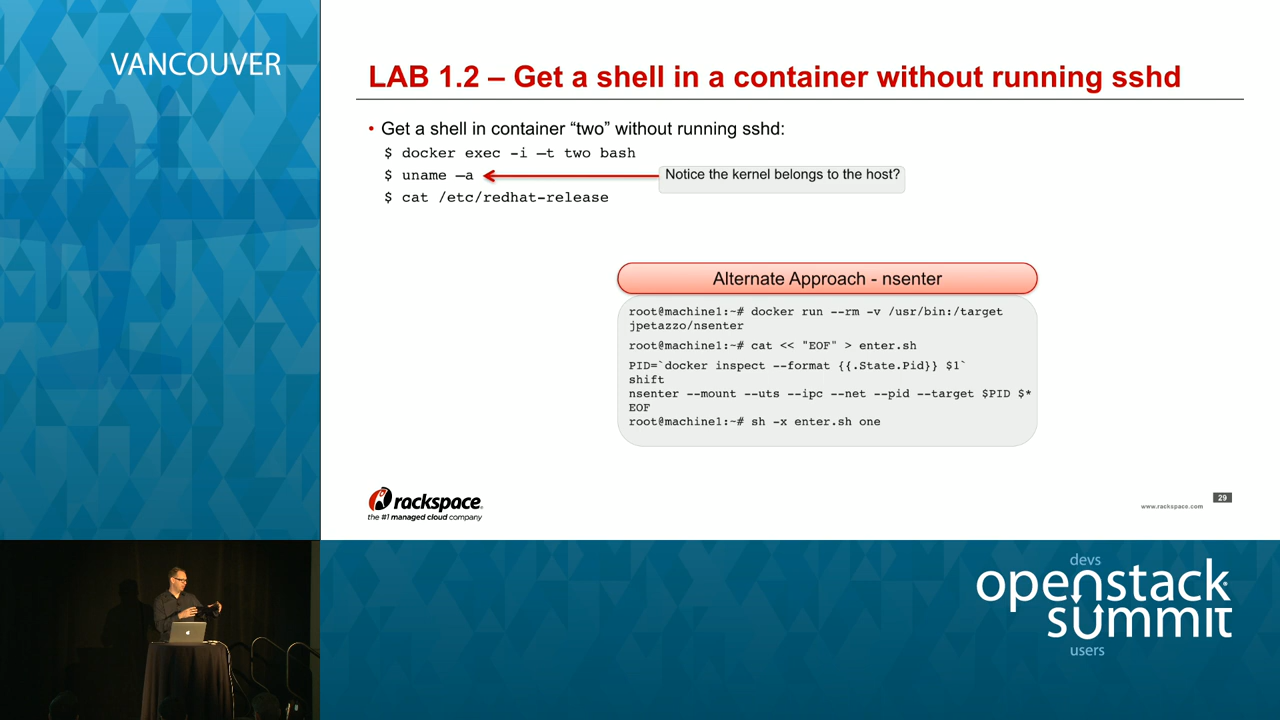 VANCOUVER
LAB 1.2 – Get a shell in a container without running sshd
• Get a shell in container “two” without running sshd:
$ docker exec -i –t two bash
$ uname –a
Notice the kernel belongs to the host?
$ cat /etc/redhat-release
Alternate Approach - nsenter
root@machine1:~# docker run --rm -v /usr/bin:/target
jpetazzo/nsenter
root@machine1:~# cat << "EOF" > enter.sh
PID=`docker inspect --format {{.State.Pid}} $1`
shift
nsenter --mount --uts --ipc --net --pid --target $PID $*
EOF
root@machine1:~# sh -x enter.sh one
rackspace
the #1 managed cloud company
29
www.rackspace.com
devs
openstack
summit
users